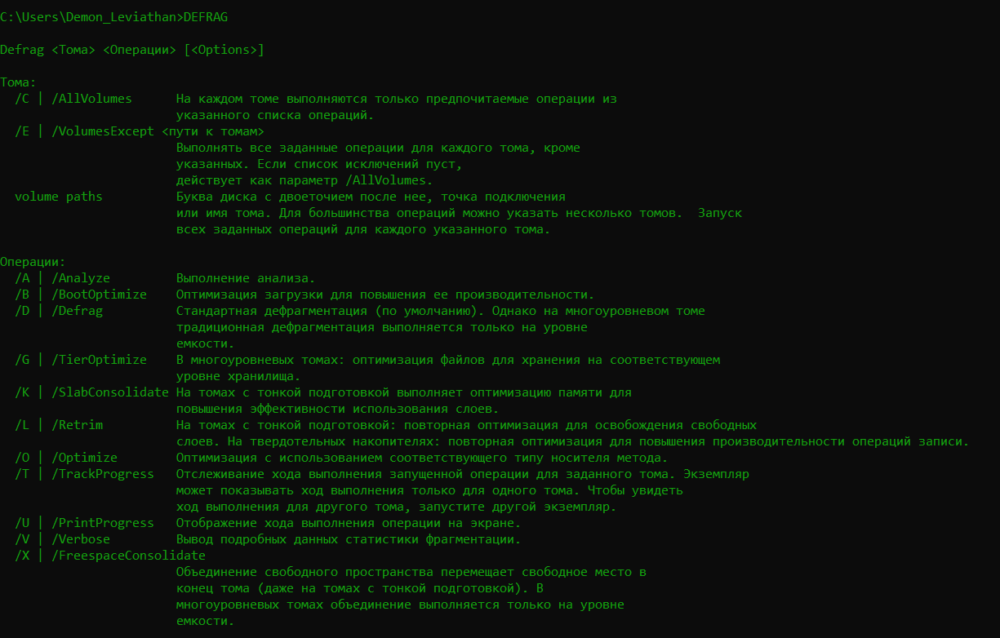 C:\Users\Demon_Leviathan>DEFRAG
Defrag <Тома> <Операции> [<Options>]
Тома:
/C | /AllVolumes На каждом томе выполняются только предпочитаемые операции из
указанного списка операций.
/E | /VolumesExcept <пути к томам>
Выполнять все заданные операции для каждого тома, кроме
указанных. Если список исключений пуст,
действует как параметр /AllVolumes.
volume paths Буква диска с двоеточием после нее, точка подключения
или имя тома. Для большинства операций можно указать несколько томов.  Запуск
всех заданных операций для каждого указанного тома.
Операции:
/A | /Analyze Выполнение анализа.
/B | /BootOptimize Оптимизация загрузки для повышения ее производительности.
/D | /Defrag Стандартная дефрагментация (по умолчанию). Однако на многоуровневом томе
традиционная дефрагментация выполняется только на уровне
емкости.
/G | /TierOptimize В многоуровневых томах: оптимизация файлов для хранения на соответствующем
уровне хранилища.
/K | /SlabConsolidate На томах с тонкой подготовкой выполняет оптимизацию памяти для
повышения эффективности использования слоев.
/L | /Retrim На томах с тонкой подготовкой: повторная оптимизация для освобождения свободных
слоев. На твердотельных накопителях: повторная оптимизация для повышения производительности операций записи.
/O | /Optimize Оптимизация с использованием соответствующего типу носителя метода.
/T | /TrackProgress Отслеживание хода выполнения запущенной операции для заданного тома. Экземпляр
может показывать ход выполнения только для одного тома. Чтобы увидеть
ход выполнения для другого тома, запустите другой экземпляр.
/U | /PrintProgress Отображение хода выполнения операции на экране.
/V | /Verbose Вывод подробных данных статистики фрагментации.
/X | /FreespaceConsolidate
Объединение свободного пространства перемещает свободное место в
конец тома (даже на томах с тонкой подготовкой). В
многоуровневых томах объединение выполняется только на уровне
емкости.